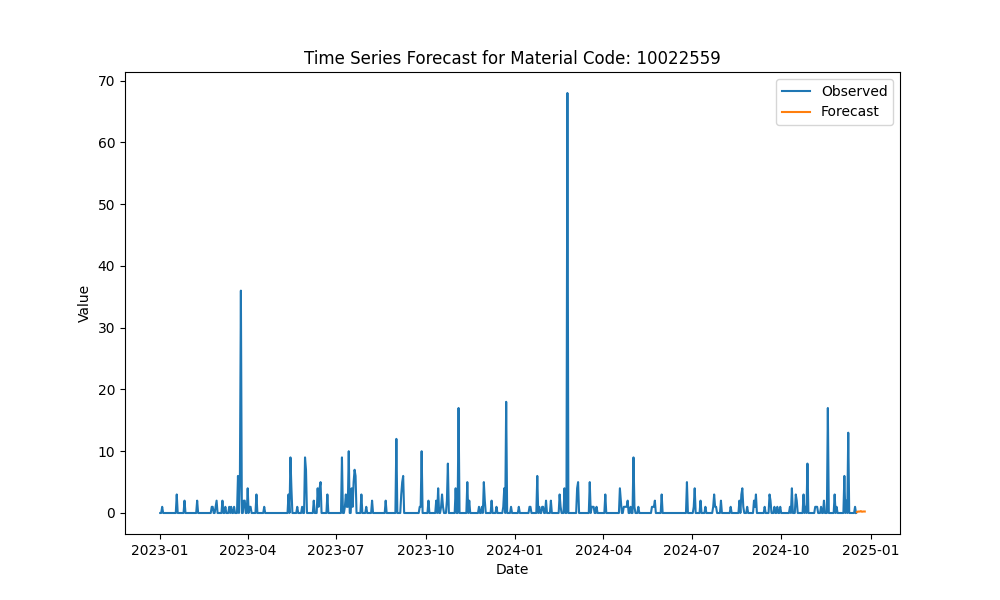 Time Series Forecast for Material Code: 10022559
Observed
Forecast
Value
70
60
50
40
30
20
10
0
2023-01 2023-04 2023-07 2023-10 2024-01 2024-04 2024-07 2024-10 2025-01
Date